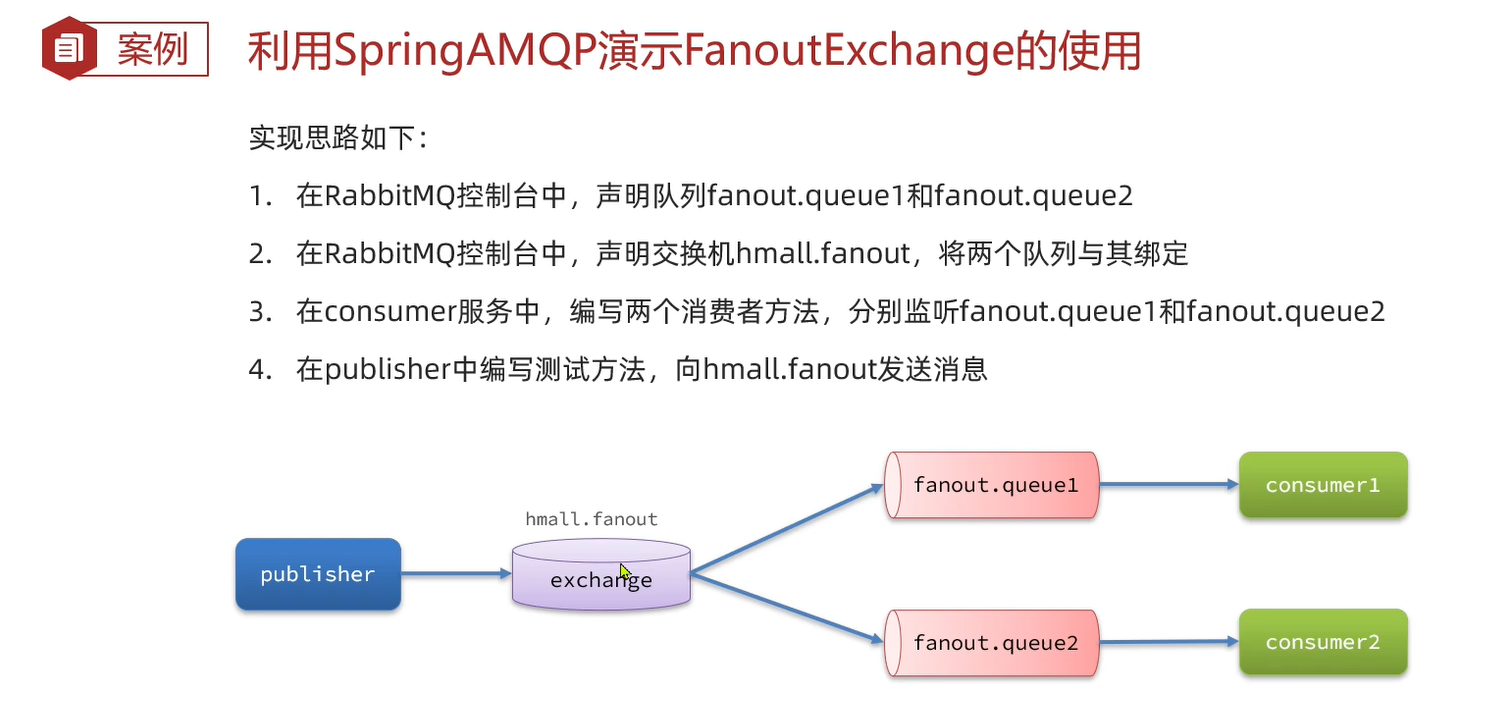 案例
利用SpringAMQP演示FanoutExchange的使用
实现思路如下：
1. 在RabbitMQ控制台中，声明队列fanout.queue1和fanout.queue2
2. 在RabbitMQ控制台中，声明交换机hmall.fanout，将两个队列与其绑定
3. 在consumer服务中，编写两个消费者方法，分别监听fanout.queue1和fanout.queue2
4. 在publisher中编写测试方法，向hmall.fanout发送消息
fanout.queue1
consumer1
hmall.fanout
publisher
exchange
fanout.queue2
consumer2